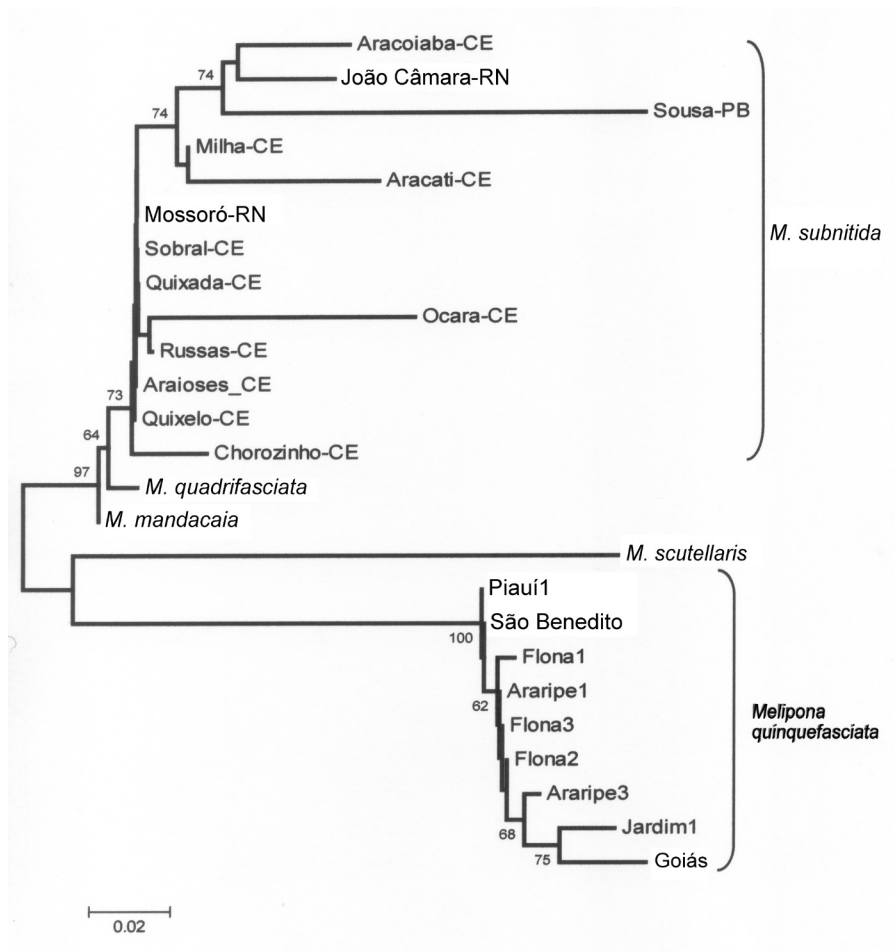 Aracoiaba-CE
74
João Câmara-RN
Sousa-PB
74
Milha-CE
Aracati-CE
Mossoró-RN
M. subnitida
Sobral-CE
Quixada-CE
Ocara-CE
Russas-CE
Araioses_CE
73
Quixelo-CE
64
Chorozinho-CE
97
M. quadrifasciata
M. mandacaia
M. scutellaris
Piauí1
São Benedito
100
Flona1
Araripe1
62
Melipona
quinquefasciata
Flona3
Flona2
Araripe3
68
Jardim1
75
Goiás
0.02